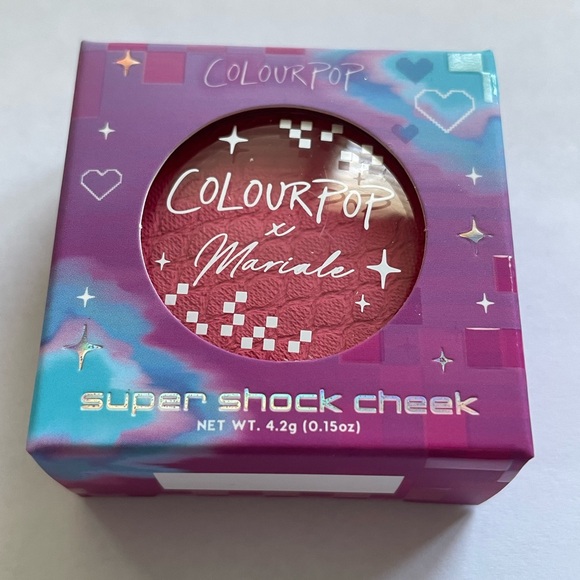 COLOURPOP.
COLOURPOP
x
Mariale
super shock cheek
NET WT. 4.2g (0.15oz)